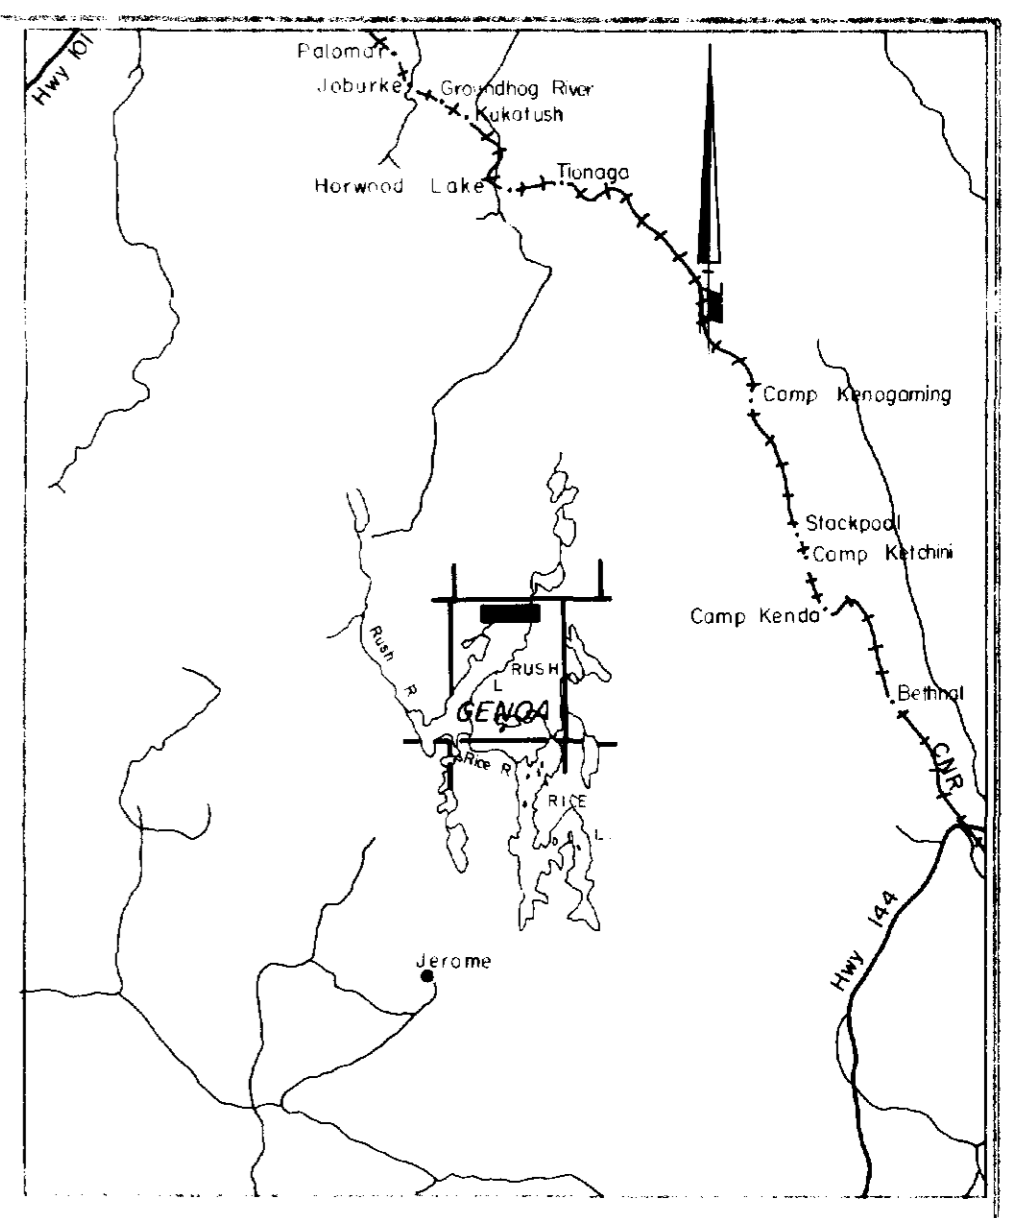 Hwy 101
Palomar
Joburke
Groundhog River
Kukatush
Tionaga
Horwood Lake
Camp Kenogaming
Stackpool
Camp Ketchini
Camp Kenda
Rush R
RUSH
L
Bethnal
GENOA
CNR
Rice R
RICE
L.
Hwy 144
Jerome